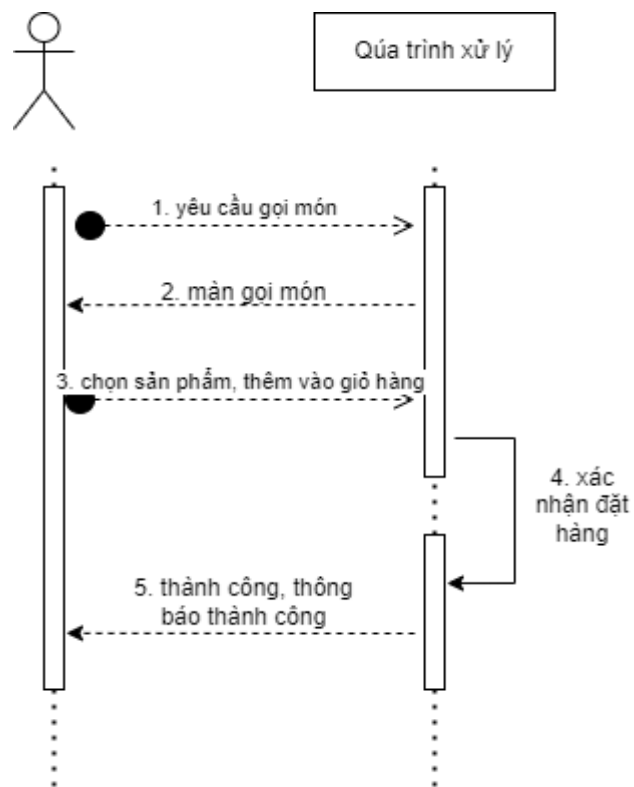 Qúa trình xử lý
1. yêu cầu gọi món
2. màn gọi món
3. chọn sản phẩm, thêm vào giỏ hàng
4. xác
nhận đặt
hàng
5. thành công, thông
báo thành công